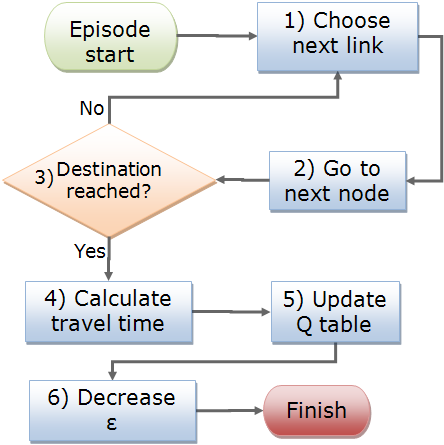 Episode
start
1) Choose
next link
No
2) Go to
next node
3) Destination
reached?
Yes
4) Calculate
travel time
5) Update
Q table
6) Decrease
ε
Finish